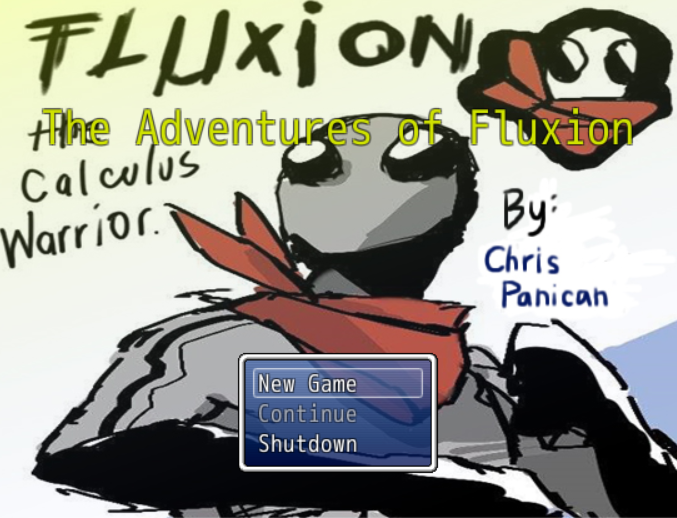 FLUXiON
The Adventures of Fluxion
the
Calculus
Warrior.
By:
Chris
Panican
New Game
Continue
Shutdown